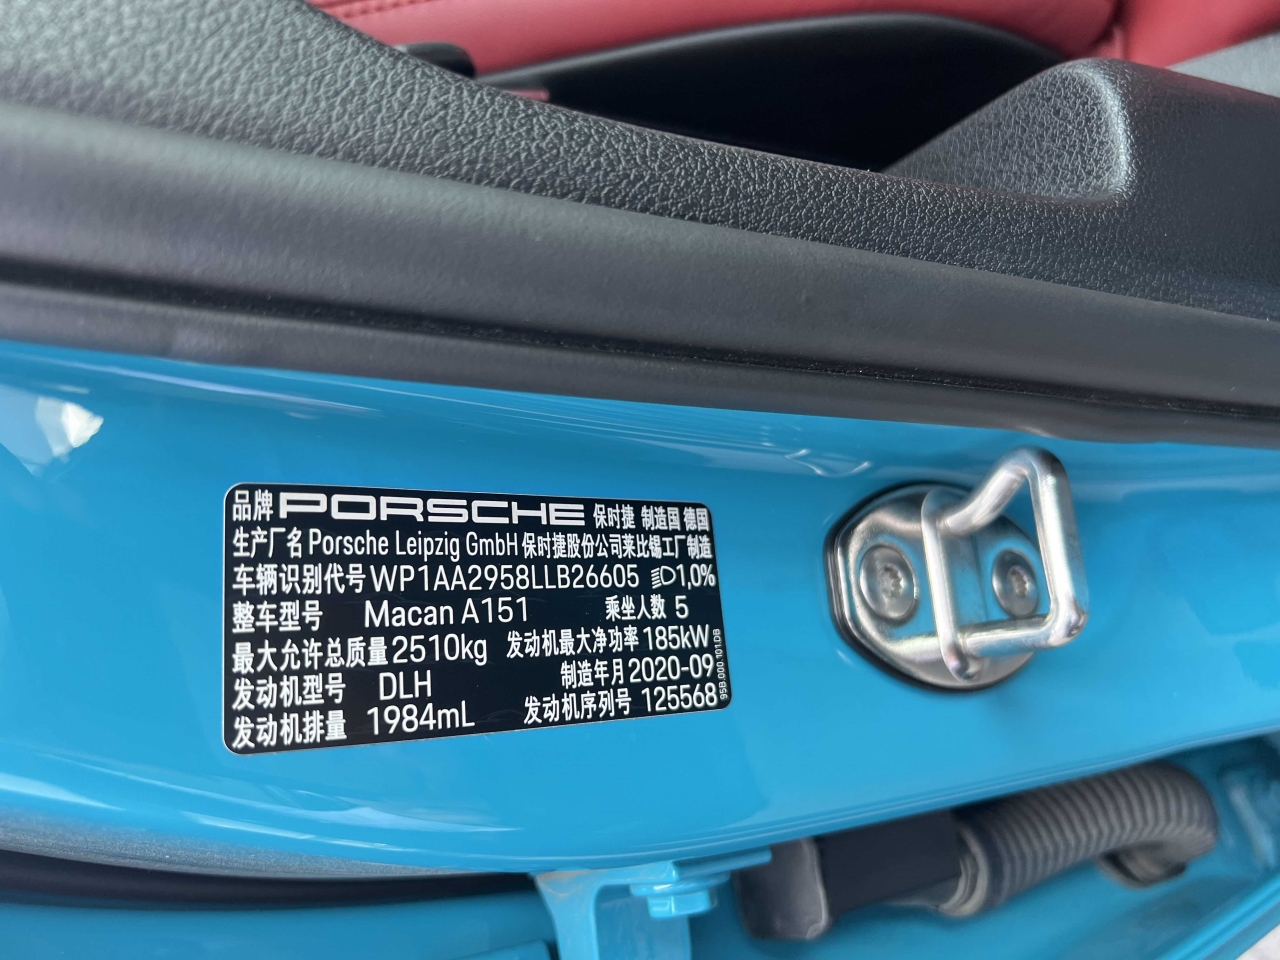 品牌 PORSCHE 保时捷 制造国 德国
生产厂名 Porsche Leipzig GmbH 保时捷股份公司莱比锡工厂制造
车辆识别代号 WP1AA2958LLB26605 1,0%
整车型号 Macan A151 乘坐人数 5
最大允许总质量 2510kg 发动机最大净功率 185kW
发动机型号 DLH 制造年月 2020-09
发动机排量 1984mL 发动机序列号 125568
95B.000.101.DB